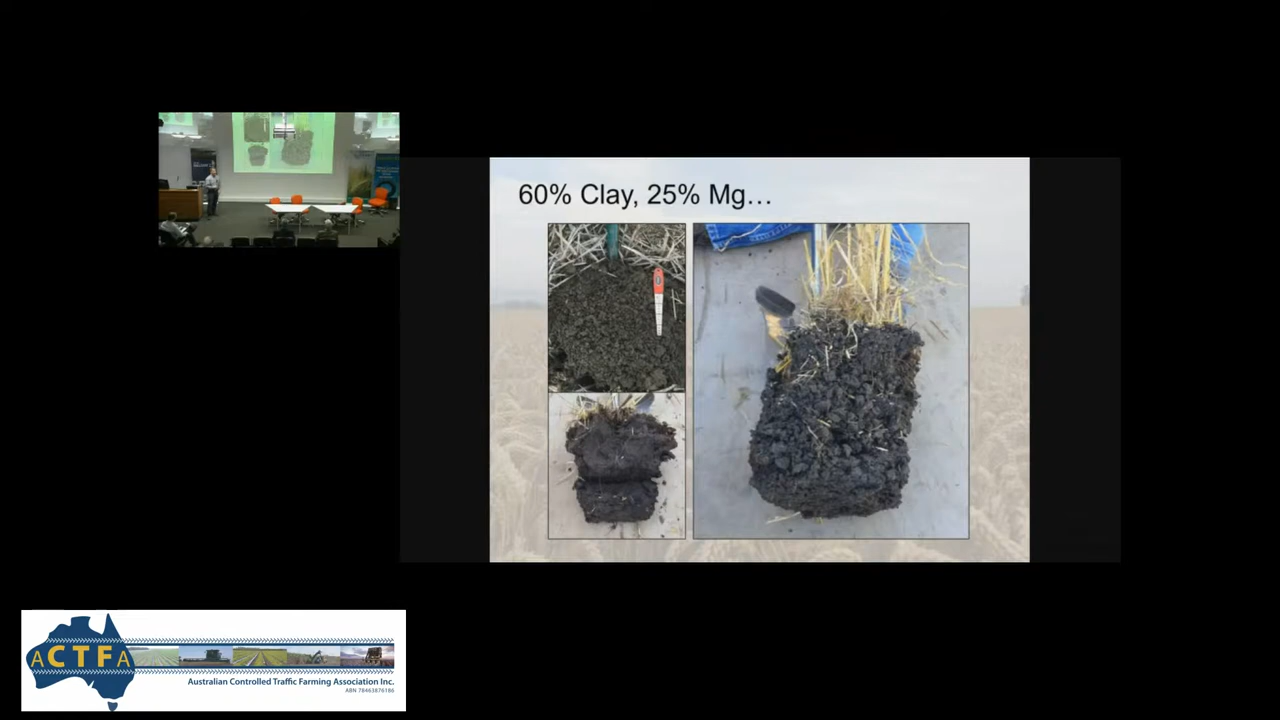 60% Clay, 25% Mg…
ACTFA
Australian Controlled Traffic Farming Association Inc.
ABN 78463876186